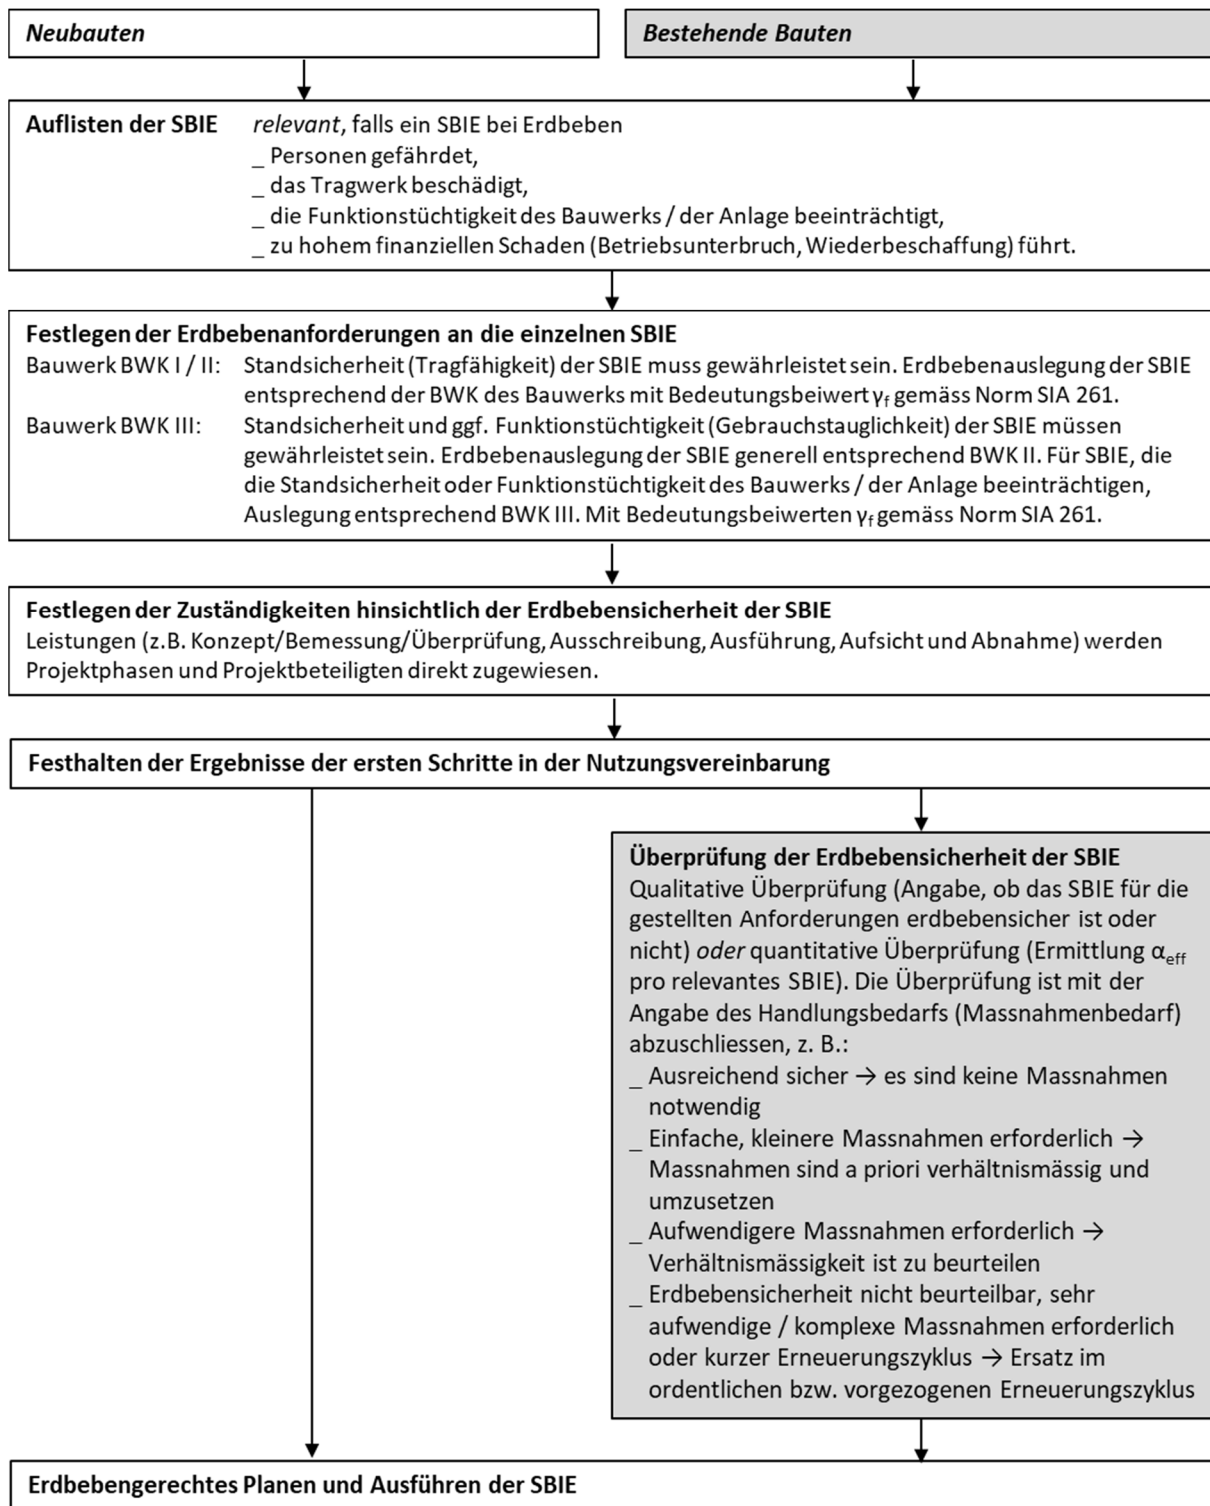 Neubauten
Bestehende Bauten
Auflisten der SBIE relevant, falls ein SBIE bei Erdbeben
_ Personen gefährdet,
_ das Tragwerk beschädigt,
_ die Funktionstüchtigkeit des Bauwerks / der Anlage beeinträchtigt,
_ zu hohem finanziellen Schaden (Betriebsunterbruch, Wiederbeschaffung) führt.
Festlegen der Erdbebenanforderungen an die einzelnen SBIE
Bauwerk BWK I / II: Standsicherheit (Tragfähigkeit) der SBIE muss gewährleistet sein. Erdbebenauslegung der SBIE
entsprechend der BWK des Bauwerks mit Bedeutungsbeiwert γf gemäss Norm SIA 261.
Bauwerk BWK III: Standsicherheit und ggf. Funktionstüchtigkeit (Gebrauchstauglichkeit) der SBIE müssen
gewährleistet sein. Erdbebenauslegung der SBIE generell entsprechend BWK II. Für SBIE, die
die Standsicherheit oder Funktionstüchtigkeit des Bauwerks / der Anlage beeinträchtigen,
Auslegung entsprechend BWK III. Mit Bedeutungsbeiwerten γf gemäss Norm SIA 261.
Festlegen der Zuständigkeiten hinsichtlich der Erdbebensicherheit der SBIE
Leistungen (z.B. Konzept/Bemessung/Überprüfung, Ausschreibung, Ausführung, Aufsicht und Abnahme) werden
Projektphasen und Projektbeteiligten direkt zugewiesen.
Festhalten der Ergebnisse der ersten Schritte in der Nutzungsvereinbarung
Überprüfung der Erdbebensicherheit der SBIE
Qualitative Überprüfung (Angabe, ob das SBIE für die
gestellten Anforderungen erdbebensicher ist oder
nicht) oder quantitative Überprüfung (Ermittlung αeff
pro relevantes SBIE). Die Überprüfung ist mit der
Angabe des Handlungsbedarfs (Massnahmenbedarf)
abzuschliessen, z. B.:
_ Ausreichend sicher → es sind keine Massnahmen
notwendig
_ Einfache, kleinere Massnahmen erforderlich →
Massnahmen sind a priori verhältnismässig und
umzusetzen
_ Aufwendigere Massnahmen erforderlich →
Verhältnismässigkeit ist zu beurteilen
_ Erdbebensicherheit nicht beurteilbar, sehr
aufwendige / komplexe Massnahmen erforderlich
oder kurzer Erneuerungszyklus → Ersatz im
ordentlichen bzw. vorgezogenen Erneuerungszyklus
Erdbebengerechtes Planen und Ausführen der SBIE